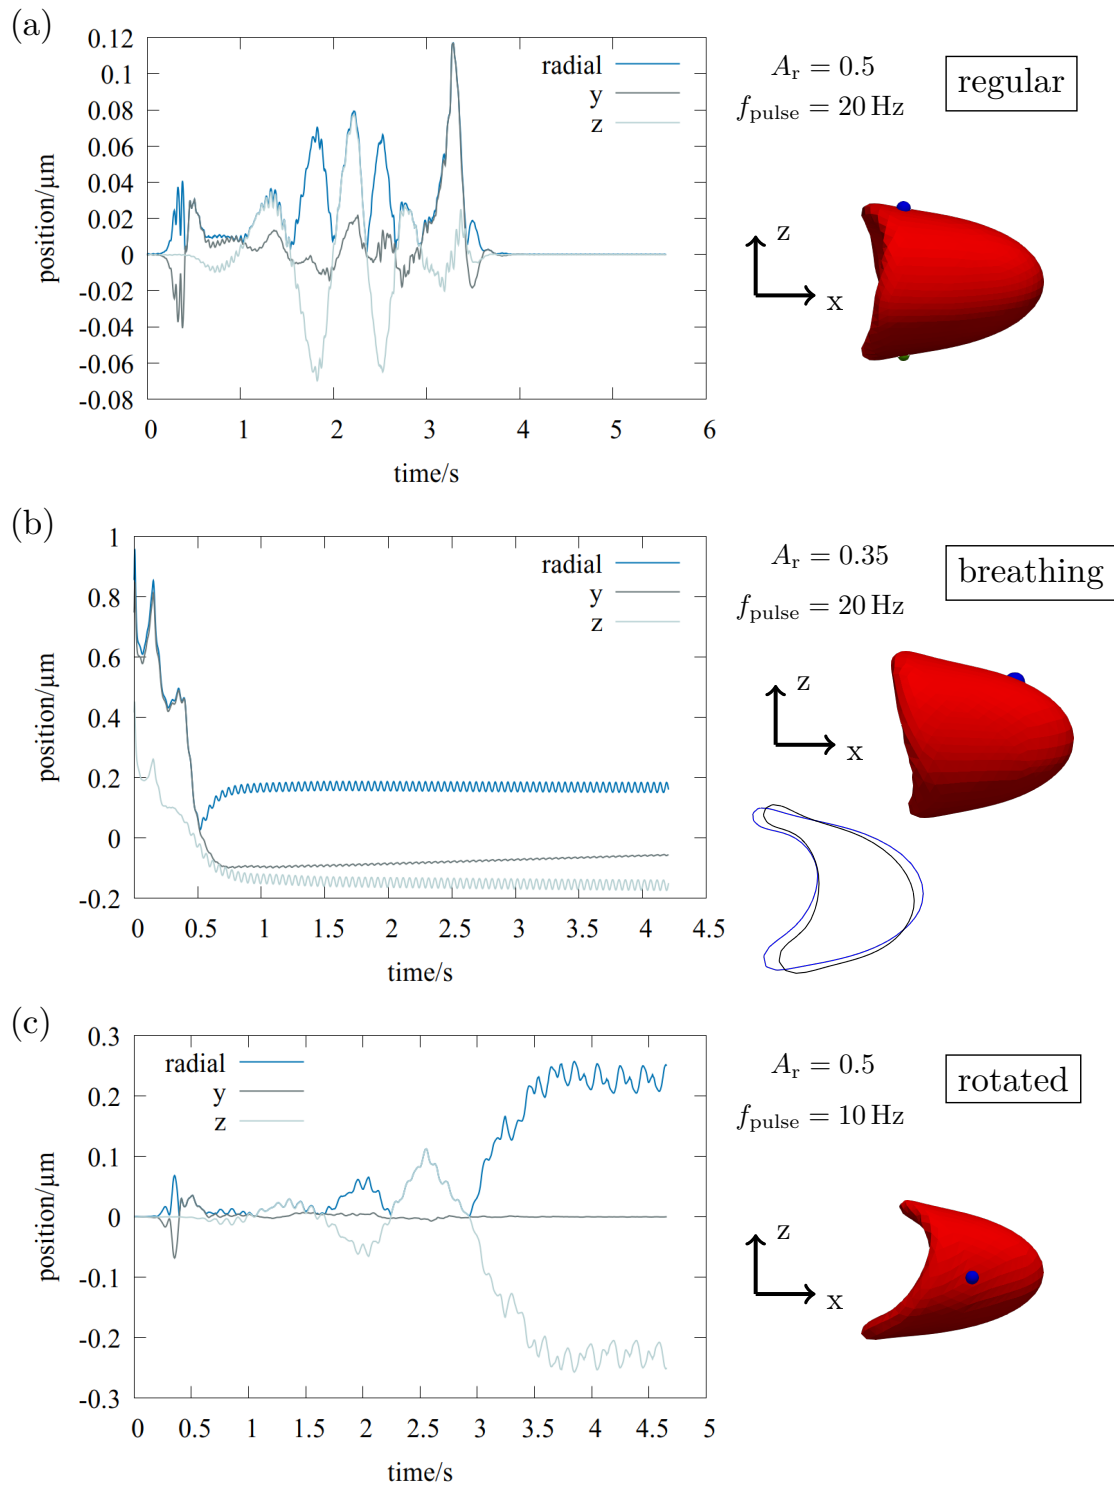 (a)
0.12
0.1
0.08
0.06
0.04
0.02
0
-0.02
-0.04
-0.06
-0.08
position/µm
radial
y
z
0 1 2 3 4 5 6
time/s
A_r = 0.5
f_pulse = 20 Hz
regular
z
x
(b)
1
0.8
0.6
0.4
0.2
0
-0.2
position/µm
radial
y
z
0 0.5 1 1.5 2 2.5 3 3.5 4 4.5
time/s
A_r = 0.35
f_pulse = 20 Hz
breathing
z
x
(c)
0.3
0.2
0.1
0
-0.1
-0.2
-0.3
position/µm
radial
y
z
0 0.5 1 1.5 2 2.5 3 3.5 4 4.5 5
time/s
A_r = 0.5
f_pulse = 10 Hz
rotated
z
x